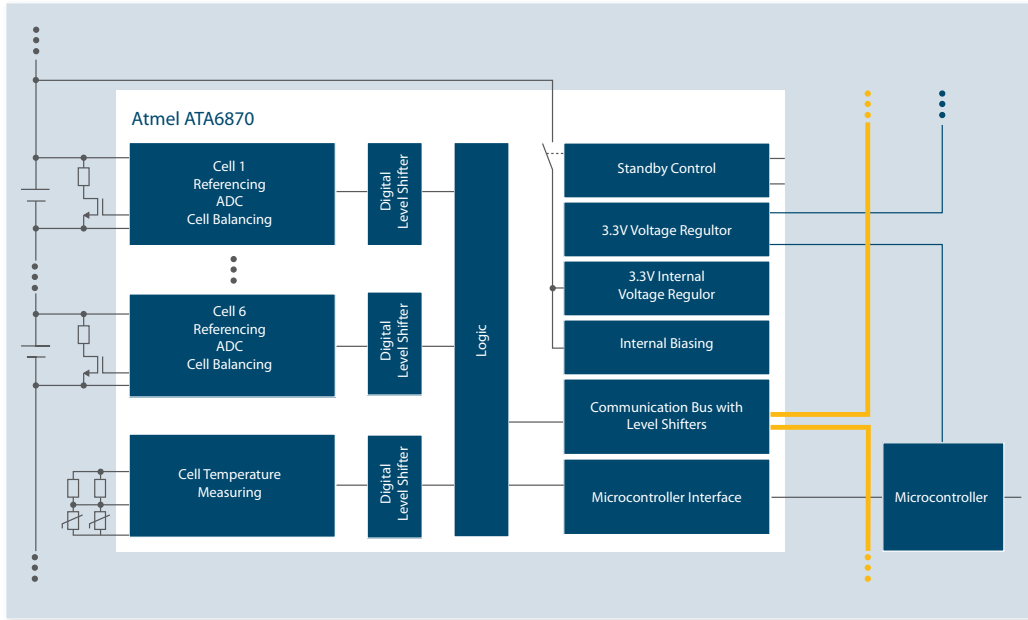 Atmel ATA6870
Cell 1
Referencing
ADC
Cell Balancing
Digital
Level Shifter
Cell 6
Referencing
ADC
Cell Balancing
Digital
Level Shifter
Cell Temperature
Measuring
Digital
Level Shifter
Logic
Standby Control
3.3V Voltage Regultor
3.3V Internal
Voltage Regulor
Internal Biasing
Communication Bus with
Level Shifters
Microcontroller Interface
Microcontroller